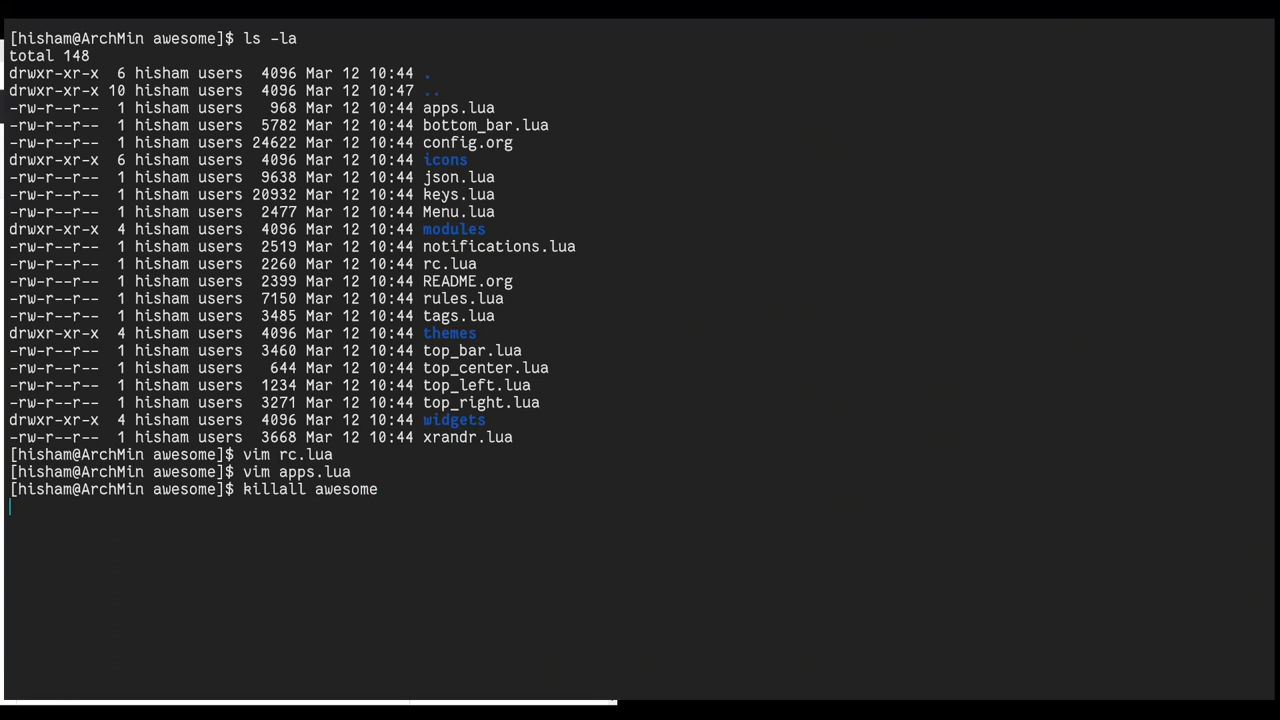 [hisham@ArchMin awesome]$ ls -la
total 148
drwxr-xr-x  6 hisham users  4096 Mar 12 10:44 .
drwxr-xr-x 10 hisham users  4096 Mar 12 10:47 ..
-rw-r--r--  1 hisham users   968 Mar 12 10:44 apps.lua
-rw-r--r--  1 hisham users  5782 Mar 12 10:44 bottom_bar.lua
-rw-r--r--  1 hisham users 24622 Mar 12 10:44 config.org
drwxr-xr-x  6 hisham users  4096 Mar 12 10:44 icons
-rw-r--r--  1 hisham users  9638 Mar 12 10:44 json.lua
-rw-r--r--  1 hisham users 20932 Mar 12 10:44 keys.lua
-rw-r--r--  1 hisham users  2477 Mar 12 10:44 Menu.lua
drwxr-xr-x  4 hisham users  4096 Mar 12 10:44 modules
-rw-r--r--  1 hisham users  2519 Mar 12 10:44 notifications.lua
-rw-r--r--  1 hisham users  2260 Mar 12 10:44 rc.lua
-rw-r--r--  1 hisham users  2399 Mar 12 10:44 README.org
-rw-r--r--  1 hisham users  7150 Mar 12 10:44 rules.lua
-rw-r--r--  1 hisham users  3485 Mar 12 10:44 tags.lua
drwxr-xr-x  4 hisham users  4096 Mar 12 10:44 themes
-rw-r--r--  1 hisham users  3460 Mar 12 10:44 top_bar.lua
-rw-r--r--  1 hisham users   644 Mar 12 10:44 top_center.lua
-rw-r--r--  1 hisham users  1234 Mar 12 10:44 top_left.lua
-rw-r--r--  1 hisham users  3271 Mar 12 10:44 top_right.lua
drwxr-xr-x  4 hisham users  4096 Mar 12 10:44 widgets
-rw-r--r--  1 hisham users  3668 Mar 12 10:44 xrandr.lua
[hisham@ArchMin awesome]$ vim rc.lua
[hisham@ArchMin awesome]$ vim apps.lua
[hisham@ArchMin awesome]$ killall awesome